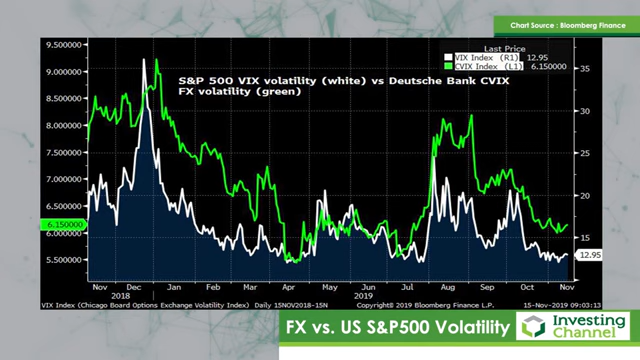 Chart Source : Bloomberg Finance
Last Price
VIX Index (R1) 12.95
CVIX Index (L1) 6.150000
S&P 500 VIX volatility (white) vs Deutsche Bank CVIX
FX volatility (green)
9.500000
9.000000
8.500000
8.000000
7.500000
7.000000
6.500000
6.150000
6.000000
5.500000
35
30
25
20
15
12.95
10
Nov Dec Jan Feb Mar Apr May Jun Jul Aug Sep Oct Nov
2018 2019
VIX Index (Chicago Board Options Exchange Volatility Index) Daily 15NOV2018-15N
Copyright© 2019 Bloomberg Finance L.P.
15-Nov-2019 09:03:13
FX vs. US S&P500 Volatility
Investing
Channel